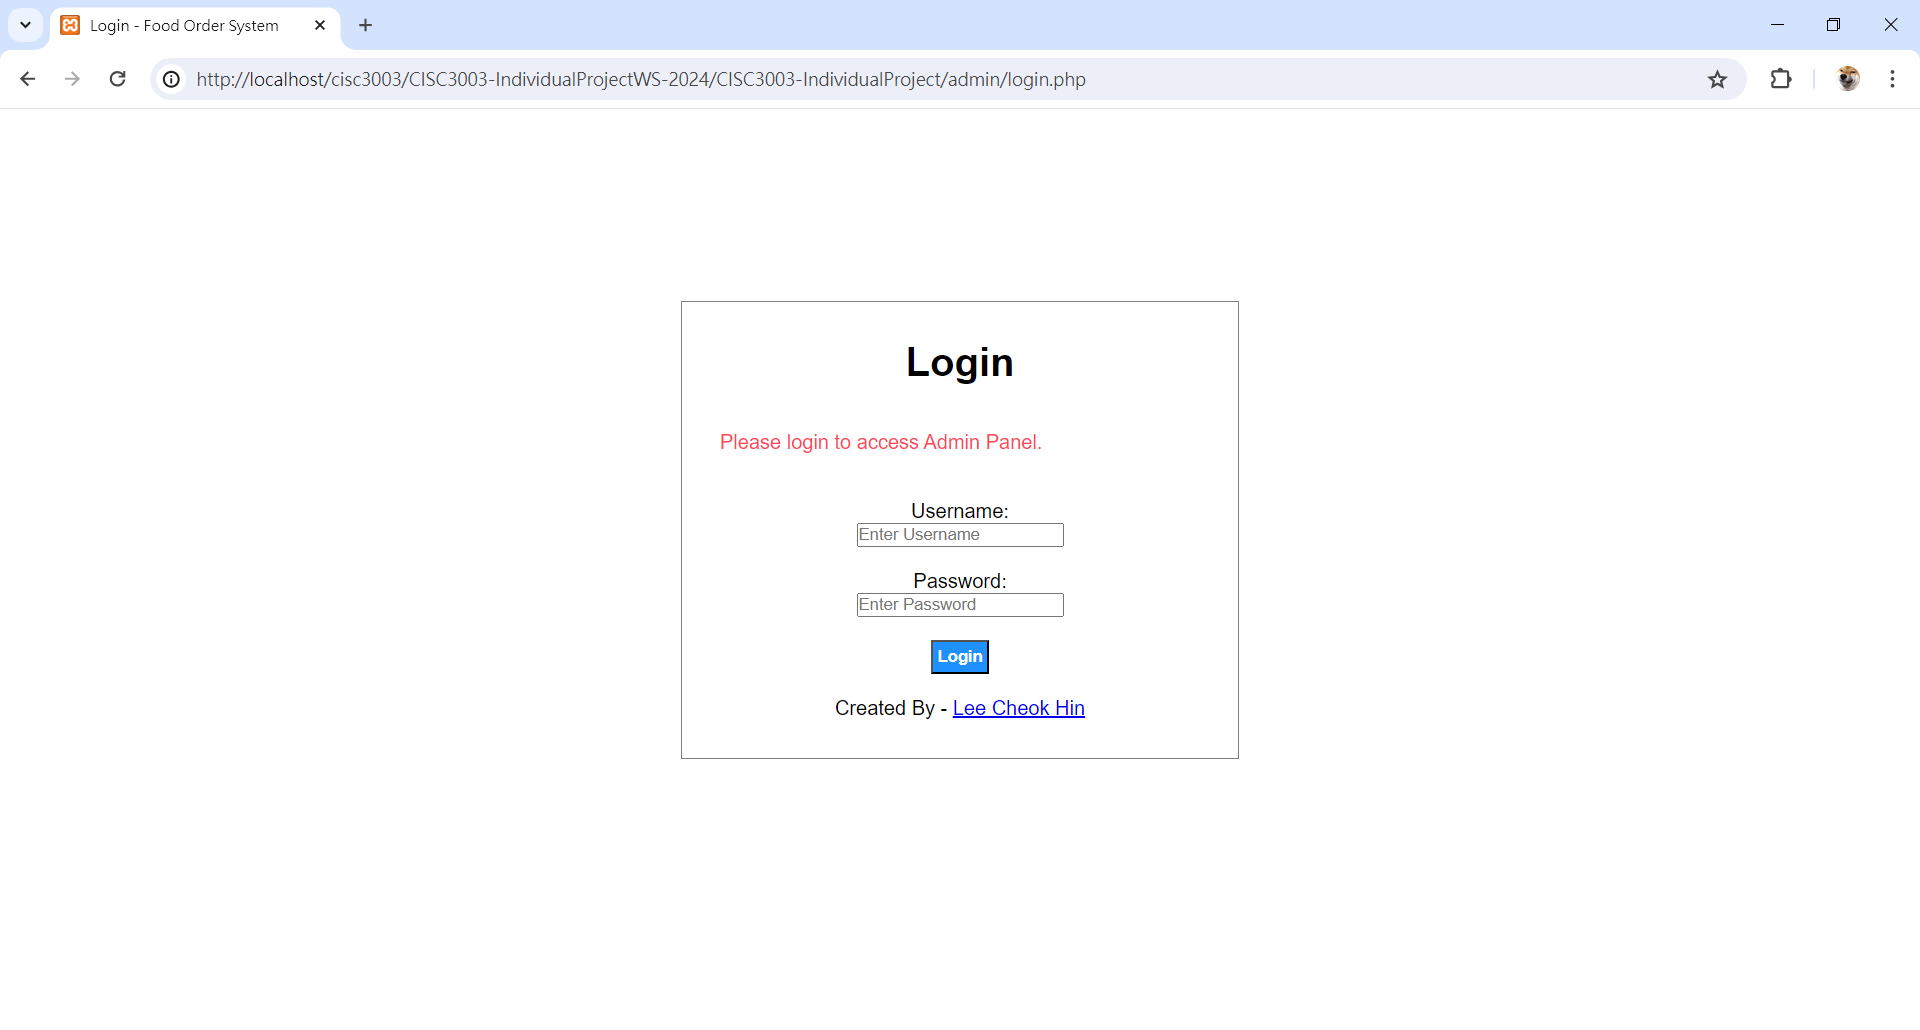 Login - Food Order System
http://localhost/cisc3003/CISC3003-IndividualProjectWS-2024/CISC3003-IndividualProject/admin/login.php
Login
Please login to access Admin Panel.
Username:
Enter Username
Password:
Enter Password
Login
Created By - Lee Cheok Hin